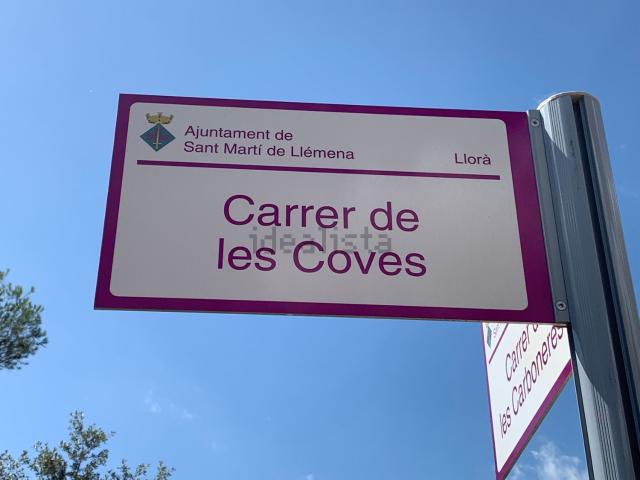 Ajuntament de
Sant Martí de Llémena
Llorà
Carrer de
les Coves
idealista
Carrer de
les Carboneres